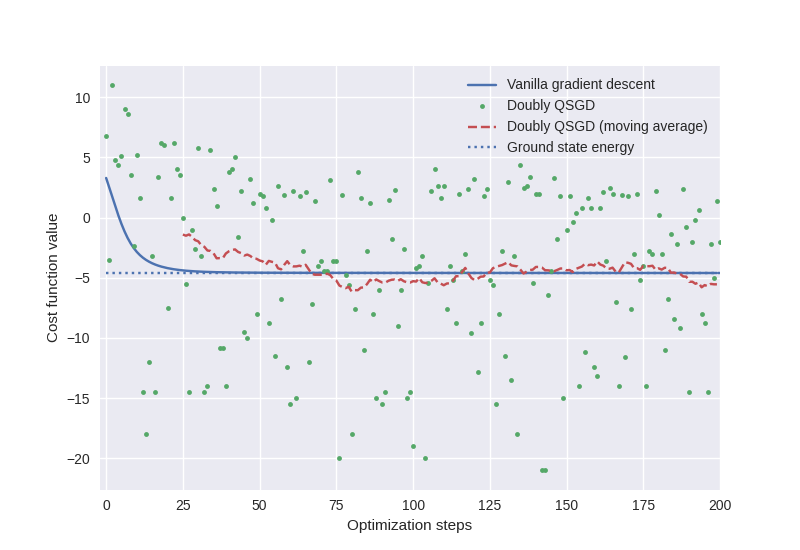 Vanilla gradient descent
Doubly QSGD
Doubly QSGD (moving average)
Ground state energy
Cost function value
10
5
0
−5
−10
−15
−20
0 25 50 75 100 125 150 175 200
Optimization steps